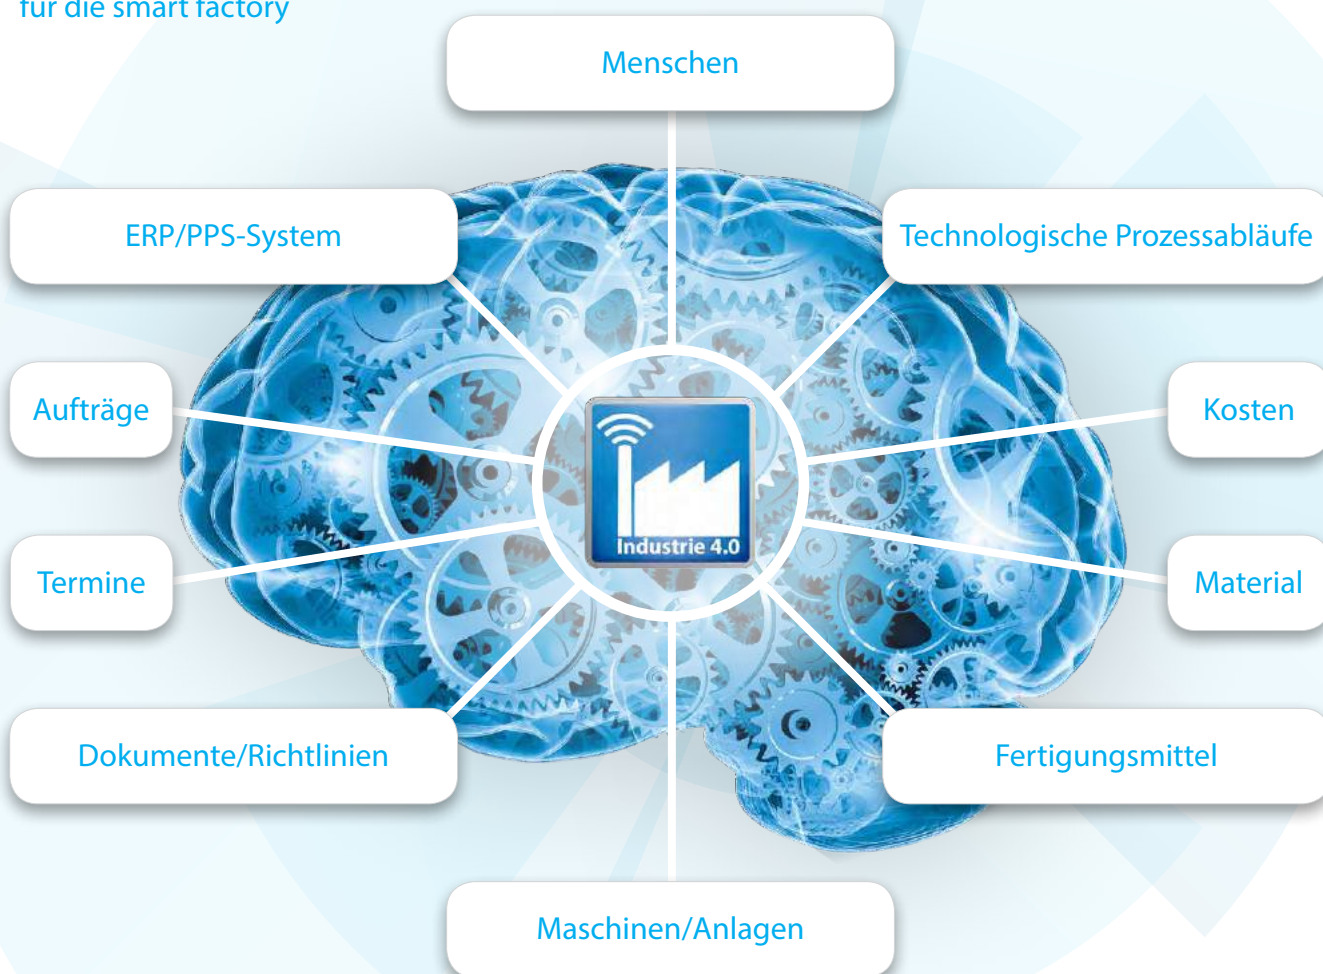 für die smart factory
Menschen
ERP/PPS-System
Technologische Prozessabläufe
Aufträge
Kosten
Industrie 4.0
Termine
Material
Dokumente/Richtlinien
Fertigungsmittel
Maschinen/Anlagen